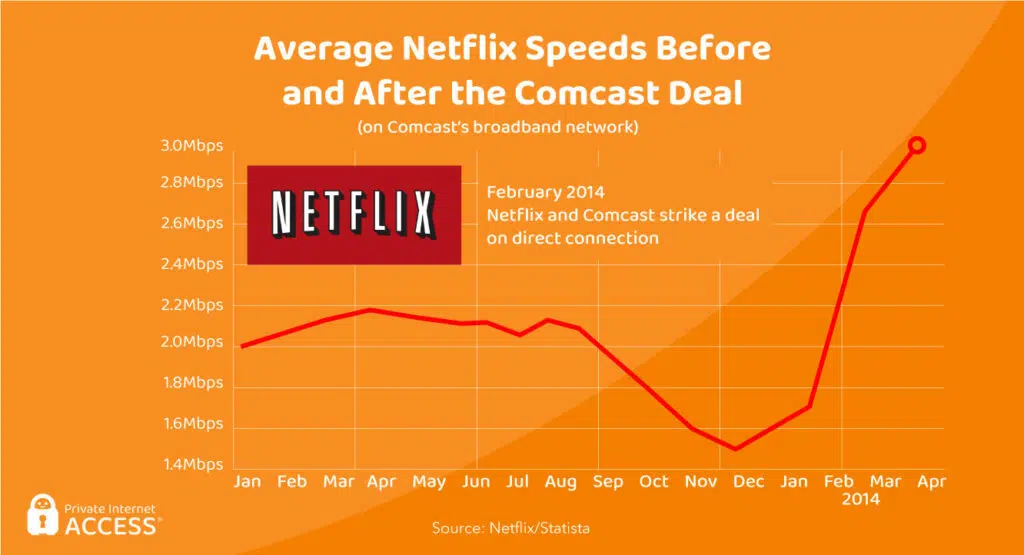 Average Netflix Speeds Before
and After the Comcast Deal
(on Comcast's broadband network)
3.0Mbps
2.8Mbps
2.6Mbps
2.4Mbps
2.2Mbps
2.0Mbps
1.8Mbps
1.6Mbps
1.4Mbps
NETFLIX
February 2014
Netflix and Comcast strike a deal
on direct connection
Jan Feb Mar Apr May Jun Jul Aug Sep Oct Nov Dec Jan Feb Mar Apr
2014
Private Internet
ACCESS®
Source: Netflix/Statista